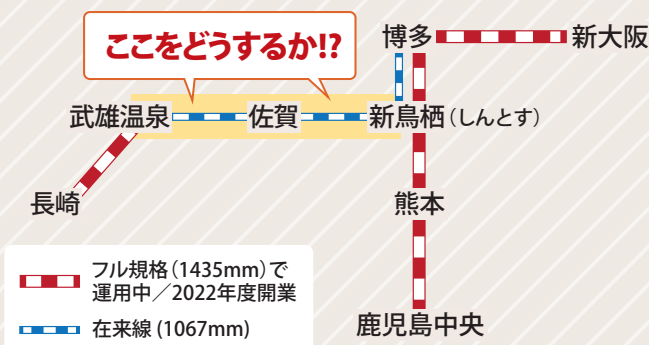 ここをどうするか!?
博多
新大阪
武雄温泉
佐賀
新鳥栖(しんとす)
長崎
熊本
鹿児島中央
フル規格(1435mm)で
運用中/2022年度開業
在来線 (1067mm)